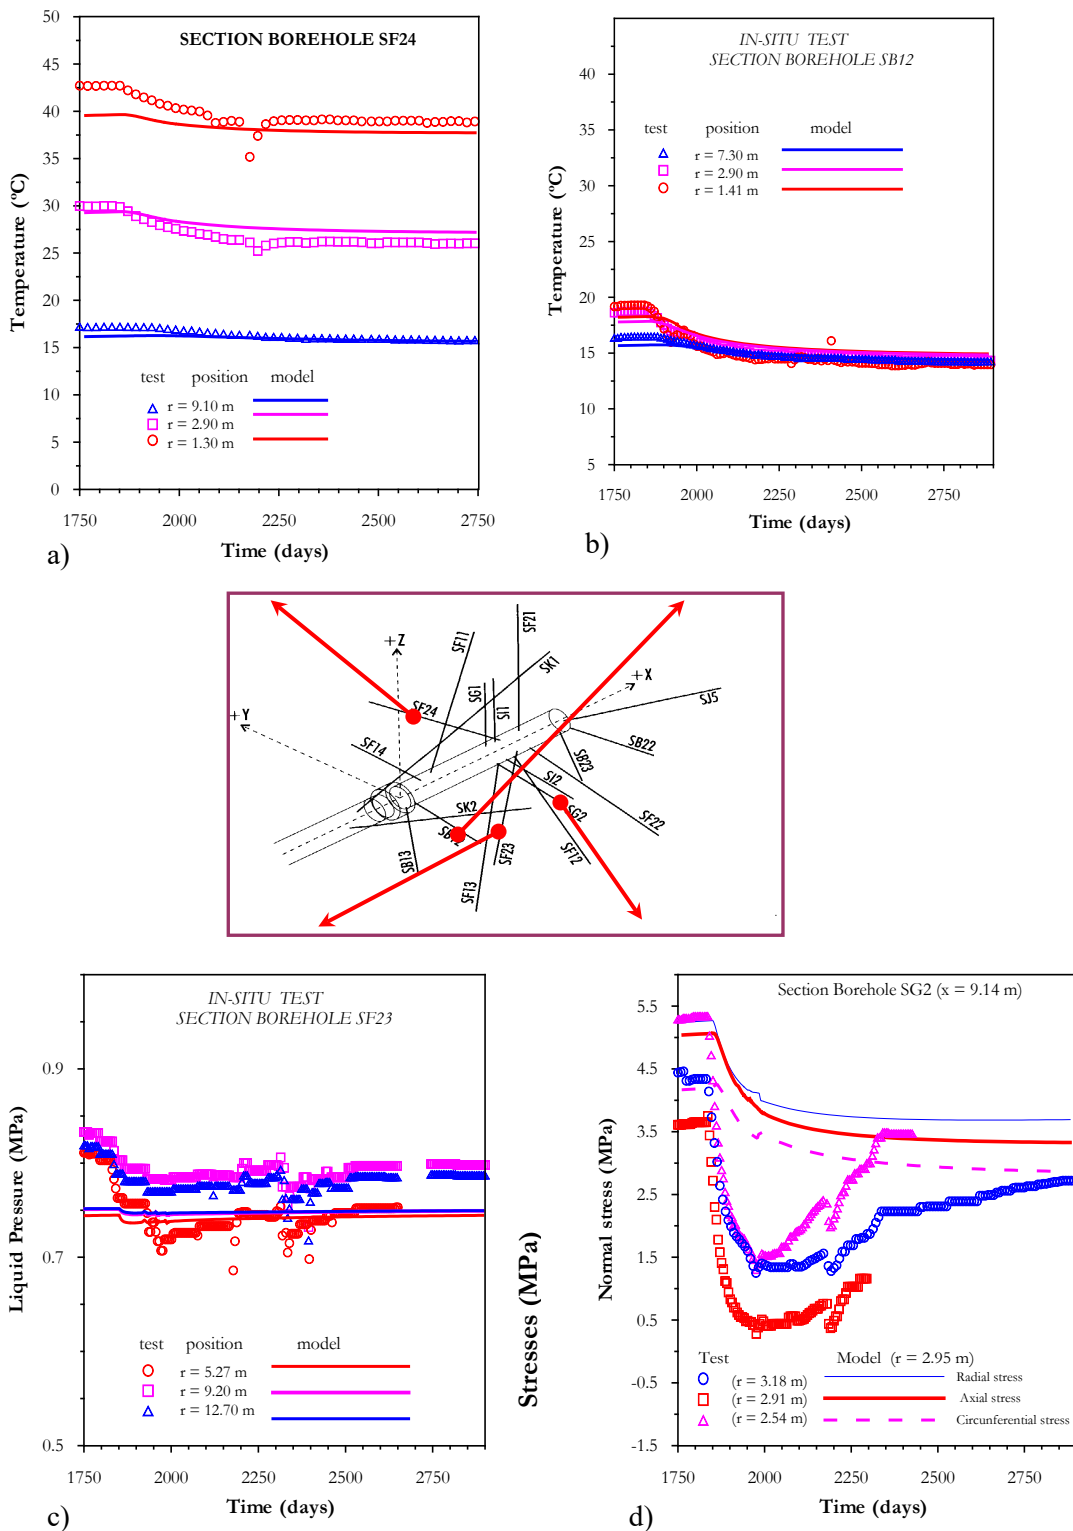 SECTION BOREHOLE SF24
Temperature (ºC)
50
45
40
35
30
25
20
15
10
5
0
test position model
r = 9.10 m
r = 2.90 m
r = 1.30 m
1750 2000 2250 2500 2750
Time (days)
a)
IN-SITU TEST
SECTION BOREHOLE SB12
Temperature (ºC)
40
35
30
25
20
15
10
5
test position model
r = 7.30 m
r = 2.90 m
r = 1.41 m
1750 2000 2250 2500 2750
Time (days)
b)
+Z
+Y
+X
SF11
SF21
SK1
SG1
SI1
SF24
SF14
SJ5
SB22
SB23
SI2
SG2
SF22
SK2
SB13
SF13
SF23
SF12
IN-SITU TEST
SECTION BOREHOLE SF23
Liquid Pressure (MPa)
0.9
0.7
0.5
test position model
r = 5.27 m
r = 9.20 m
r = 12.70 m
1750 2000 2250 2500 2750
Time (days)
c)
Stresses (MPa)
Section Borehole SG2 (x = 9.14 m)
Normal stress (MPa)
5.5
4.5
3.5
2.5
1.5
0.5
-0.5
-1.5
Test Model (r = 2.95 m)
(r = 3.18 m) Radial stress
(r = 2.91 m) Axial stress
(r = 2.54 m) Circunferential stress
1750 2000 2250 2500 2750
Time (days)
d)